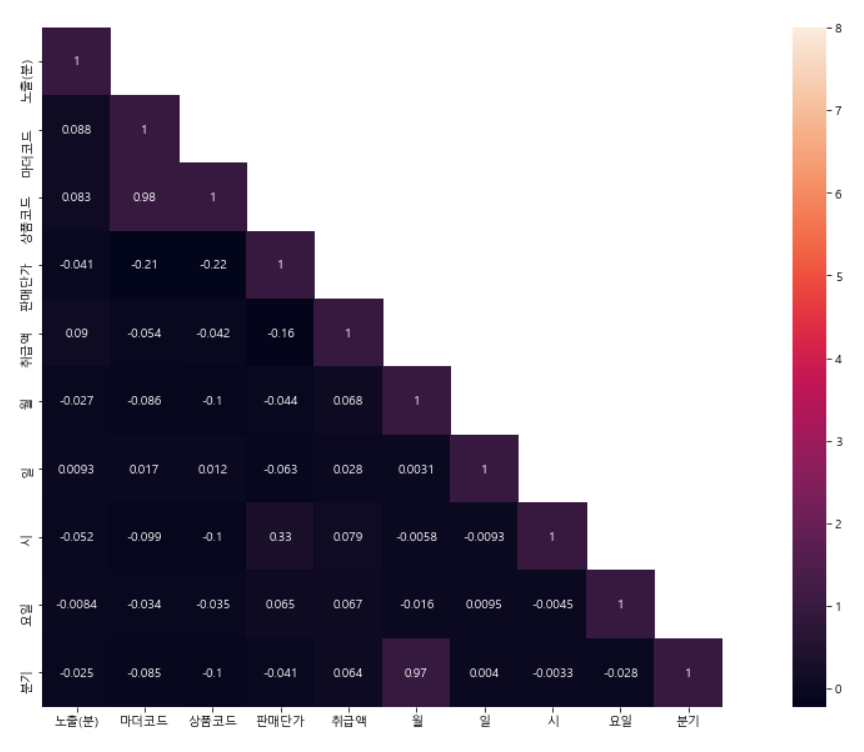 8
7
6
5
4
3
2
1
0
노출(분) 1
마더코드 0.088 1
상품코드 0.083 0.98 1
판매단가 -0.041 -0.21 -0.22 1
취급액 0.09 -0.054 -0.042 -0.16 1
월 -0.027 -0.086 -0.1 -0.044 0.068 1
일 0.0093 0.017 0.012 -0.063 0.028 0.0031 1
시 -0.052 -0.099 -0.1 0.33 0.079 -0.0058 -0.0093 1
요일 -0.0084 -0.034 -0.035 0.065 0.067 -0.016 0.0095 -0.0045 1
분기 -0.025 -0.085 -0.1 -0.041 0.064 0.97 0.004 -0.0033 -0.028 1
노출(분) 마더코드 상품코드 판매단가 취급액 월 일 시 요일 분기